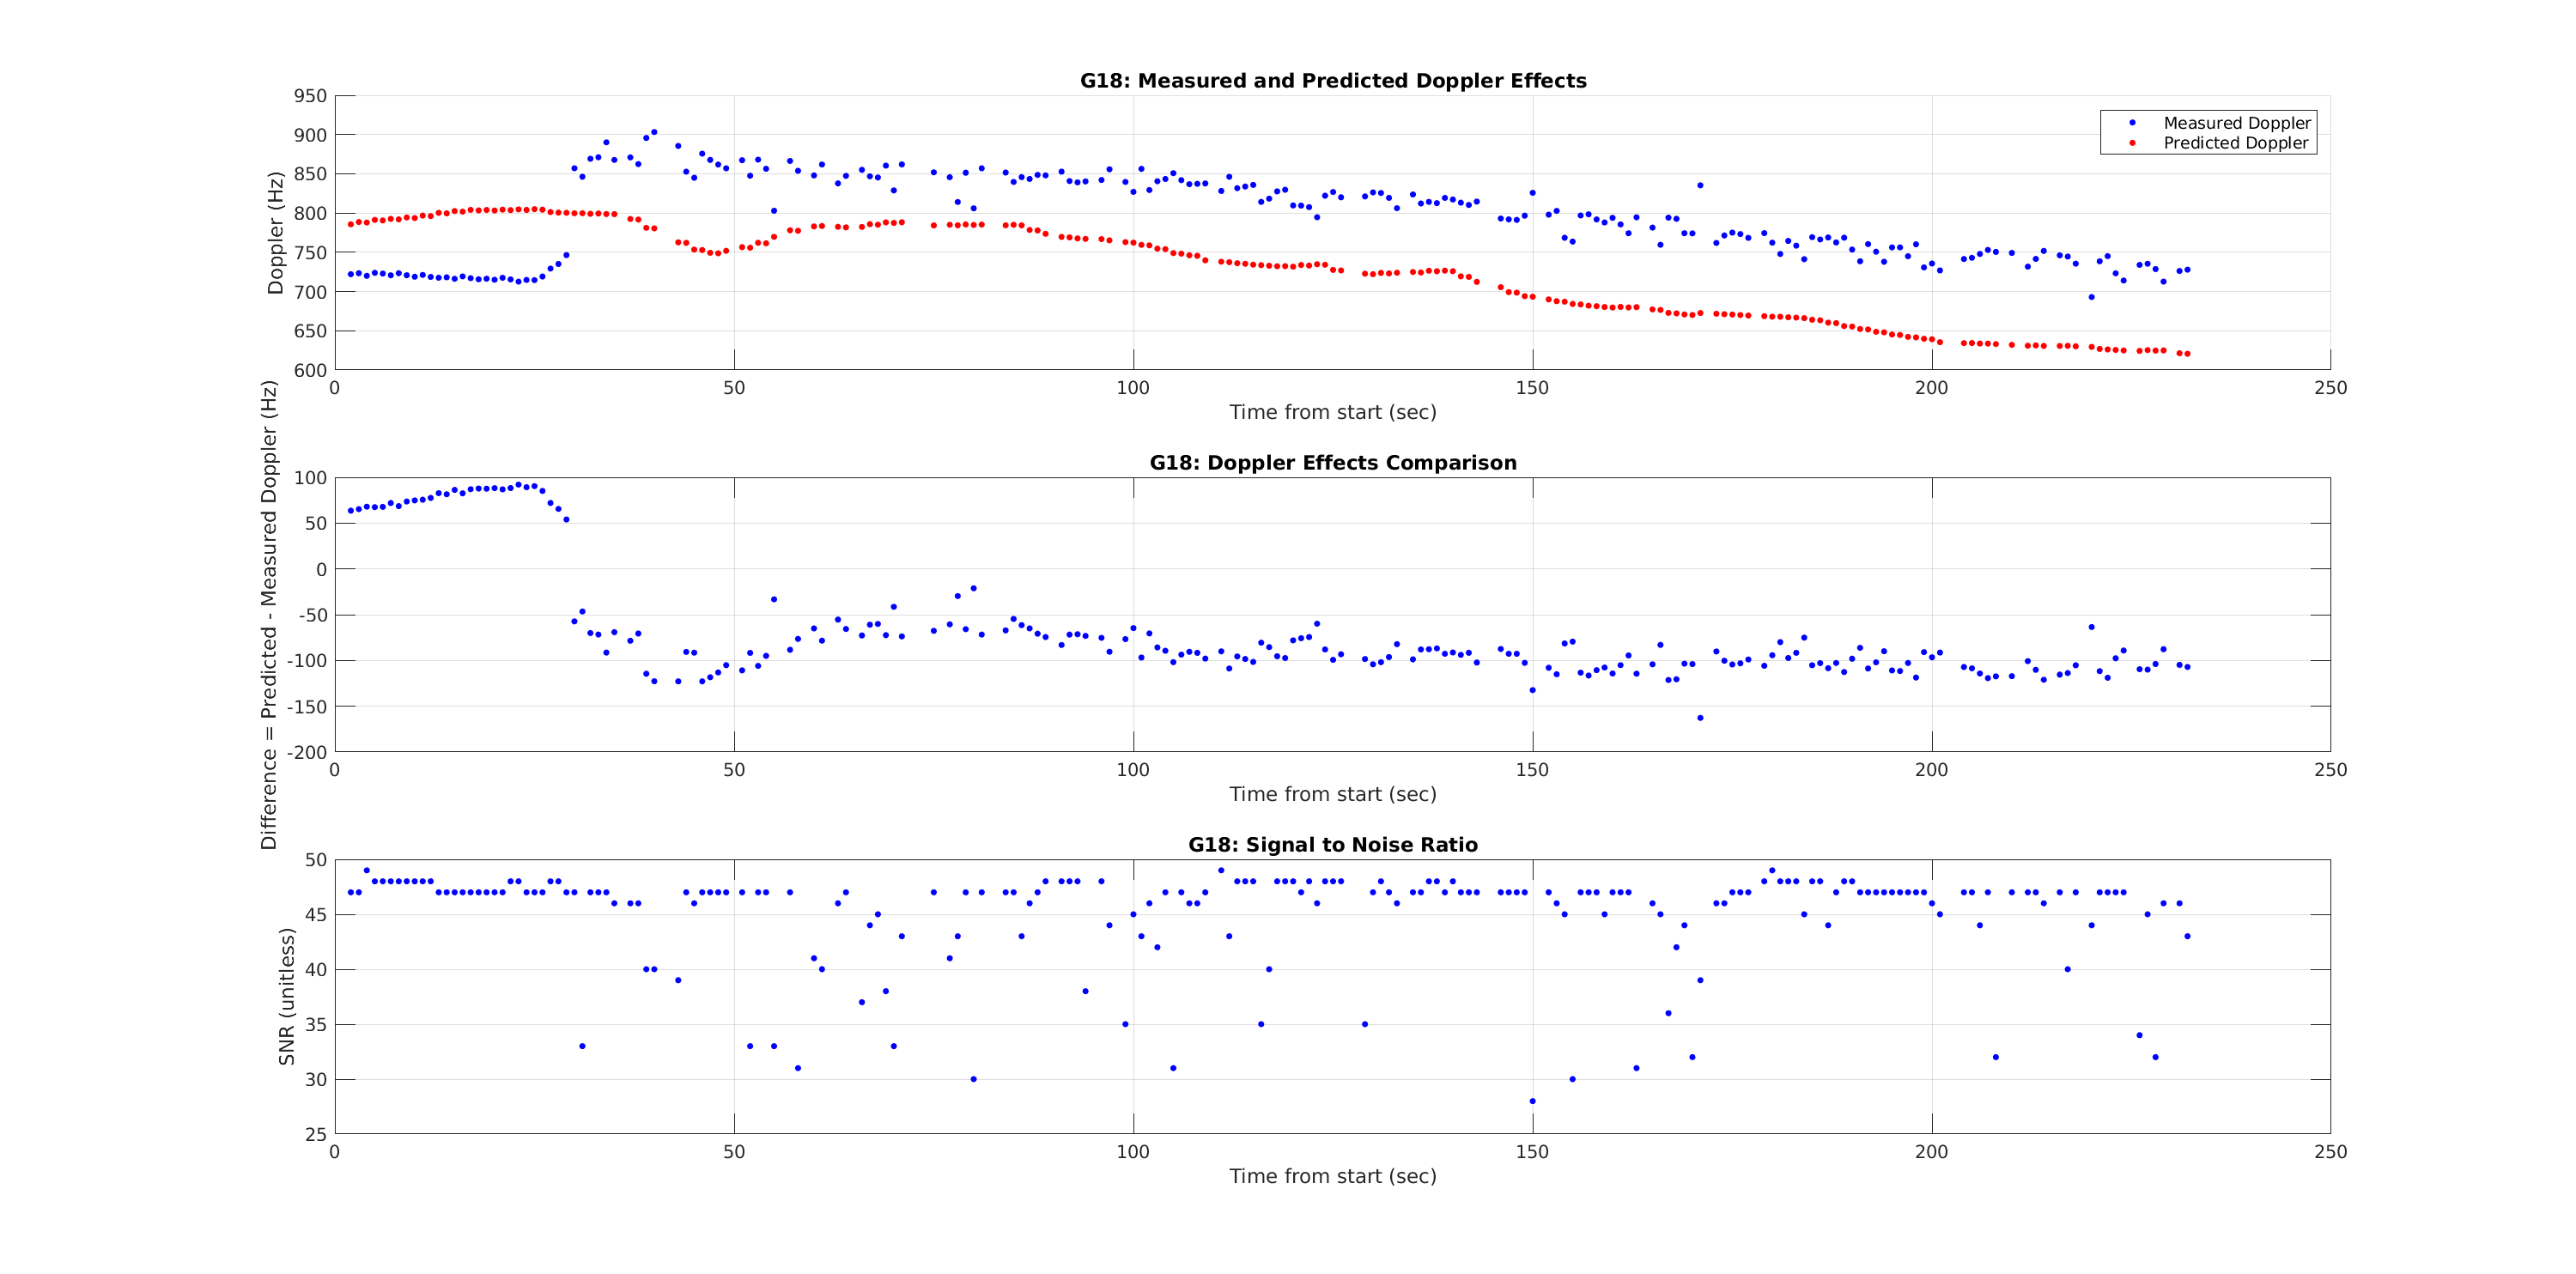 G18: Measured and Predicted Doppler Effects
950
900
850
800
750
700
650
600
Doppler (Hz)
Measured Doppler
Predicted Doppler
0 50 100 150 200 250
Time from start (sec)
G18: Doppler Effects Comparison
100
50
0
-50
-100
-150
-200
Difference = Predicted - Measured Doppler (Hz)
0 50 100 150 200 250
Time from start (sec)
G18: Signal to Noise Ratio
50
45
40
35
30
25
SNR (unitless)
0 50 100 150 200 250
Time from start (sec)